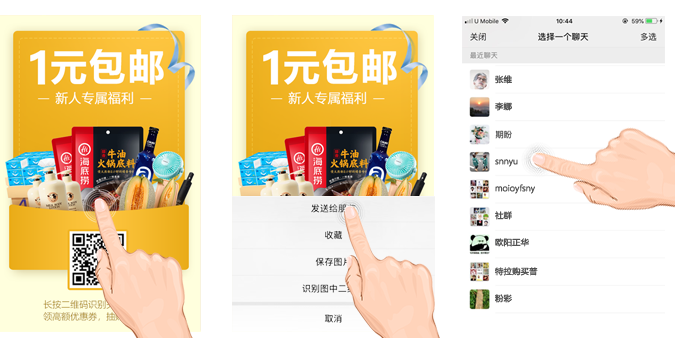 1元包邮
新人专属福利
海底捞
牛油
火锅底料
长按二维码识别
领高额优惠券，抽
1元包邮
新人专属福利
海底捞
牛油
火锅底料
发送给朋
收藏
保存图片
识别图中二
取消
U Mobile 10:44 59%
关闭 选择一个聊天 多选
最近聊天
张维
李娜
期盼
snnyu
moioyfsny
社群
欧阳正华
特拉购买普
粉彩